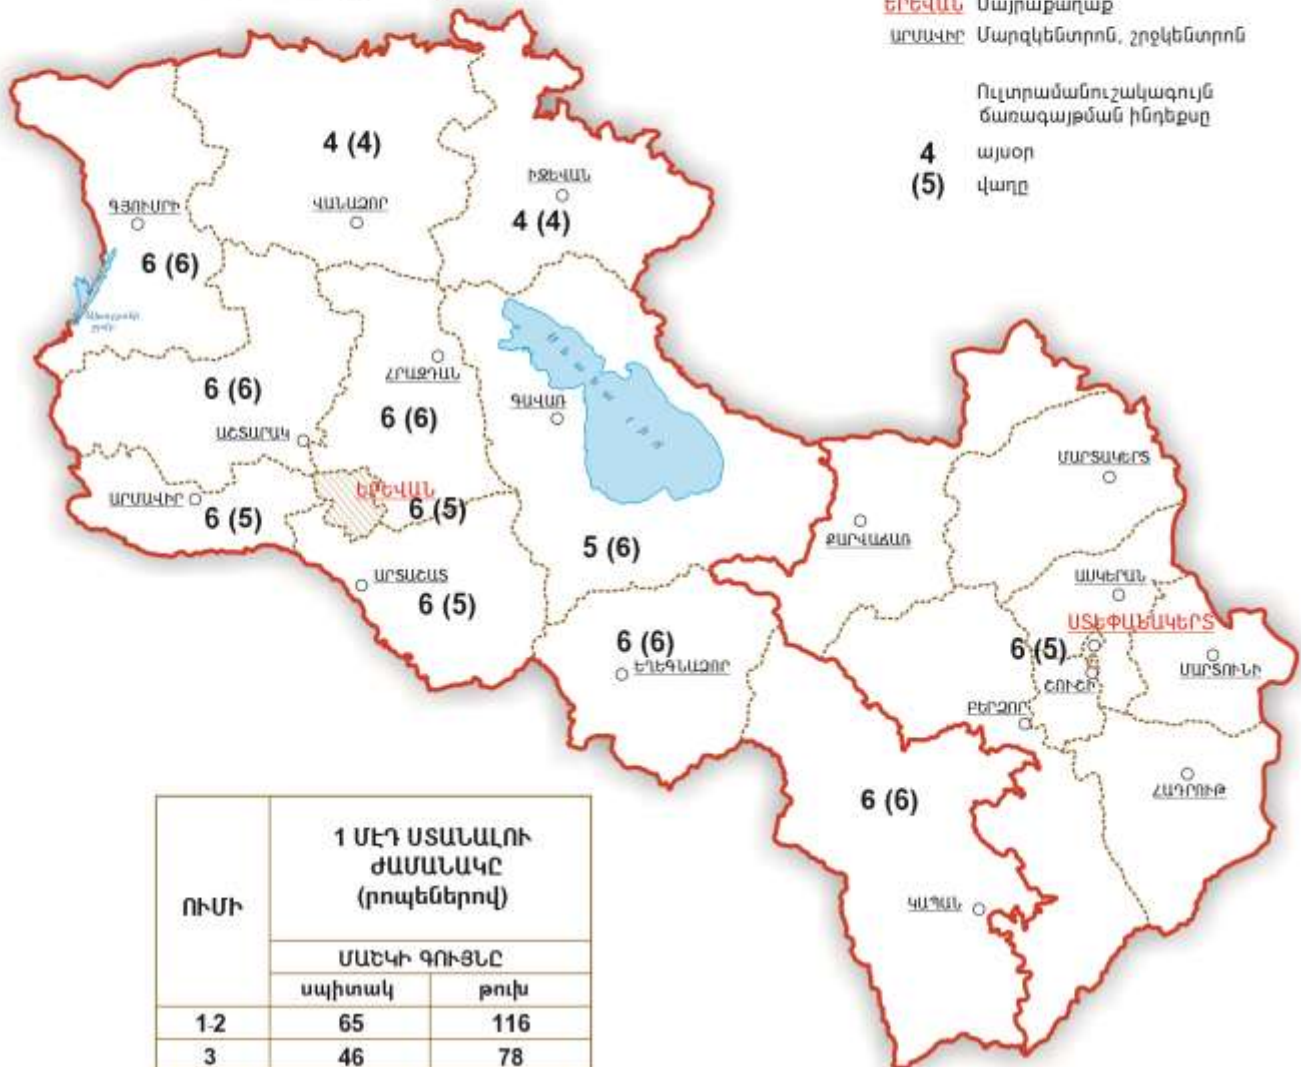 ԵՐԵՎԱՆ Մայրաքաղաք
ԱՐՄԱՎԻՐ Մարզկենտրոն, շրջկենտրոն
Ուլտրամանուշակագույն
ճառագայթման ինդեքսը
4 այսօր
(5) վաղը
4 (4)
ԻՋԵՎԱՆ
ԳՅՈՒՄՐԻ
ՎԱՆԱՁՈՐ
4 (4)
6 (6)
ՀՐԱԶԴԱՆ
6 (6)
ԳԱՎԱՌ
6 (6)
ԱՇՏԱՐԱԿ
ՄԱՐՏԱԿԵՐՏ
ԵՐԵՎԱՆ
ԱՐՄԱՎԻՐ
6 (5)
6 (5)
ՔԱՐՎԱՃԱՌ
5 (6)
ԱՐՏԱՇԱՏ
ԱՍԿԵՐԱՆ
6 (5)
ՍՏԵՓԱՆԱԿԵՐՏ
6 (6)
6 (5)
ԵՂԵԳՆԱՁՈՐ
ՄԱՐՏՈՒՆԻ
ՇՈՒՇԻ
ԲԵՐՁՈՐ
ՀԱԴՐՈՒԹ
6 (6)
ԿԱՊԱՆ
ՈՒՄԻ
1 ՄԷԴ ՍՏԱՆԱԼՈՒ
ԺԱՄԱՆԱԿԸ
(րոպեներով)
ՄԱՇԿԻ ԳՈՒՅՆԸ
սպիտակ թուխ
1-2 65 116
3 46 78